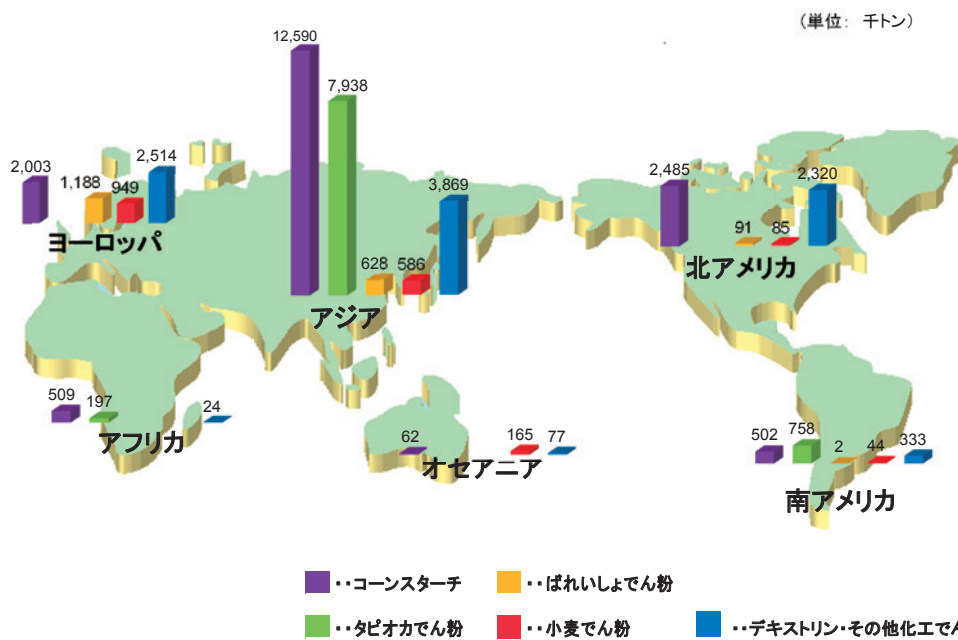 (単位: 千トン)
12,590
7,938
628
586
3,869
アジア
2,003
1,188
949
2,514
ヨーロッパ
2,485
91
85
2,320
北アメリカ
509
197
24
アフリカ
62
165
77
オセアニア
502
758
2
44
333
南アメリカ
・・コーンスターチ
・・ばれいしょでん粉
・・タピオカでん粉
・・小麦でん粉
・・デキストリン・その他化工でん